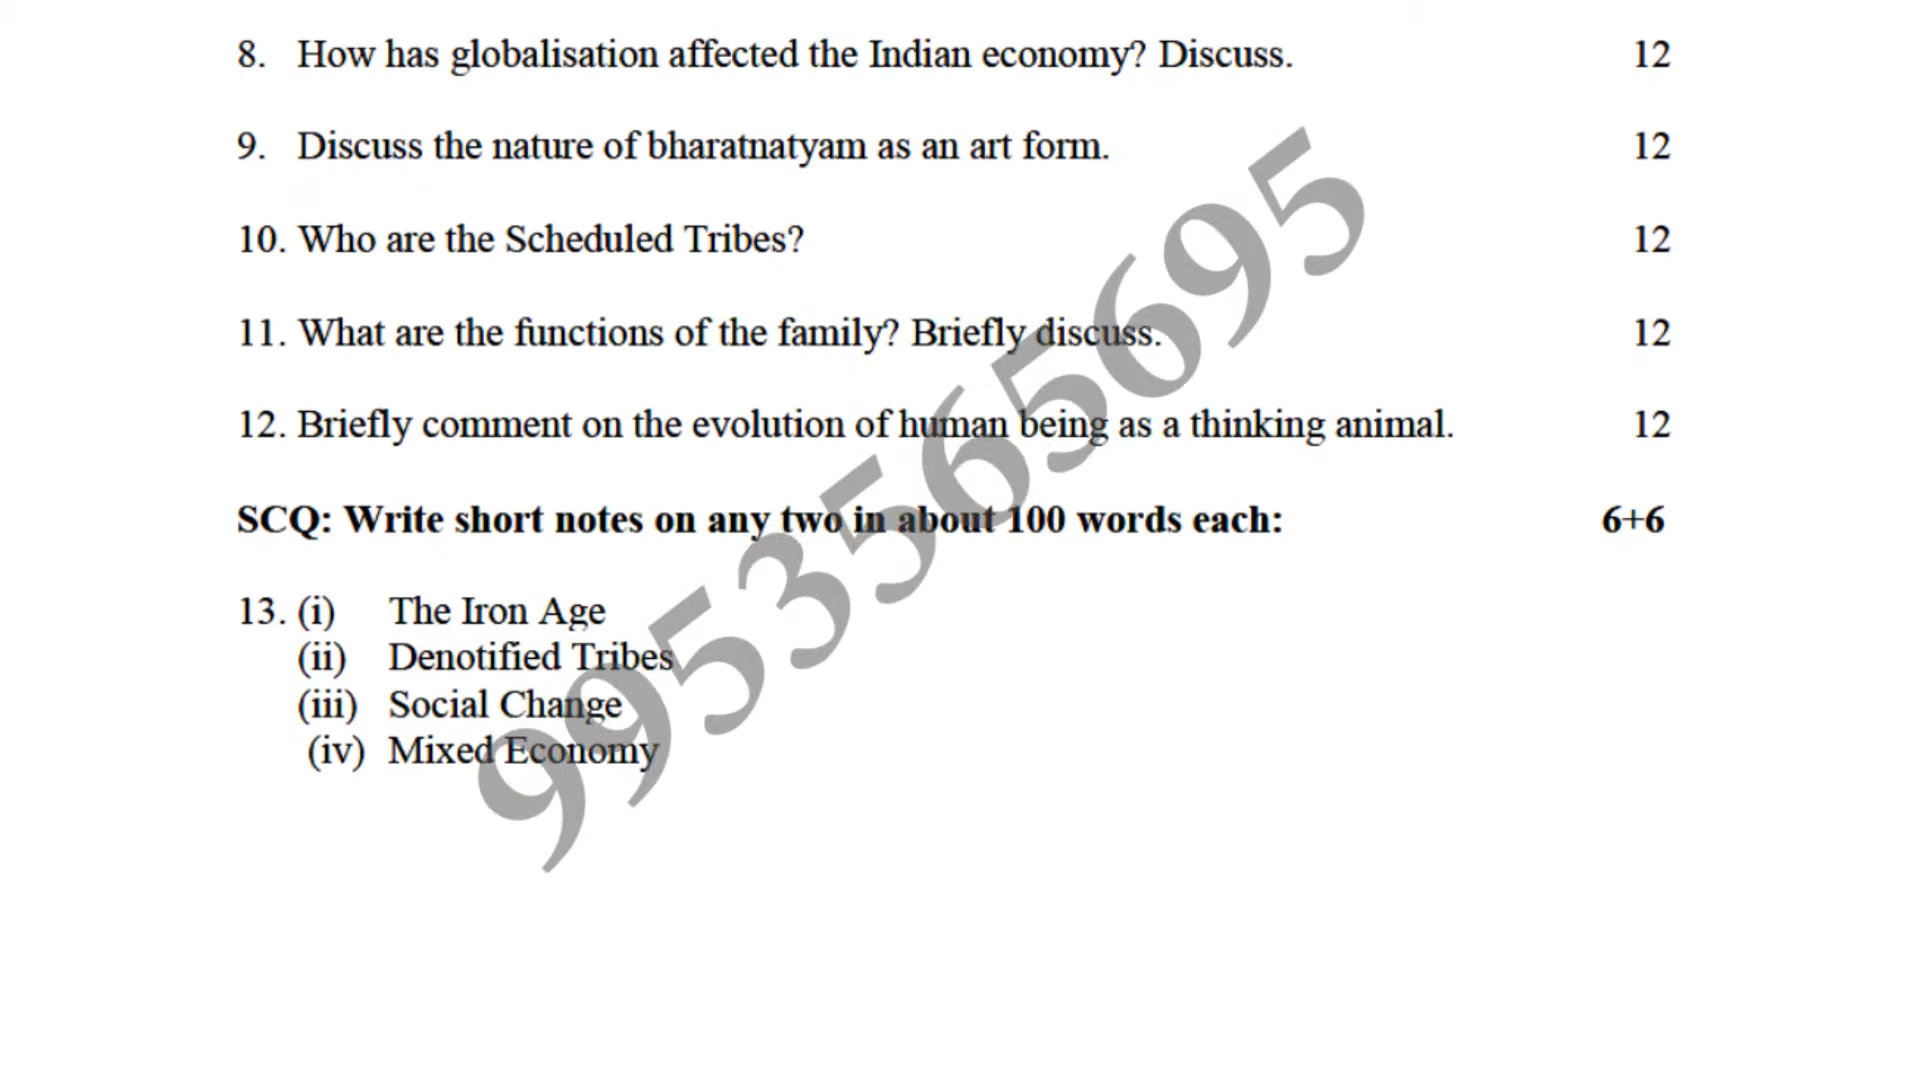 8. How has globalisation affected the Indian economy? Discuss. 12
9. Discuss the nature of bharatnatyam as an art form. 12
10. Who are the Scheduled Tribes? 12
11. What are the functions of the family? Briefly discuss. 12
12. Briefly comment on the evolution of human being as a thinking animal. 12
SCQ: Write short notes on any two in about 100 words each: 6+6
13. (i) The Iron Age
(ii) Denotified Tribes
(iii) Social Change
(iv) Mixed Economy
9953565695